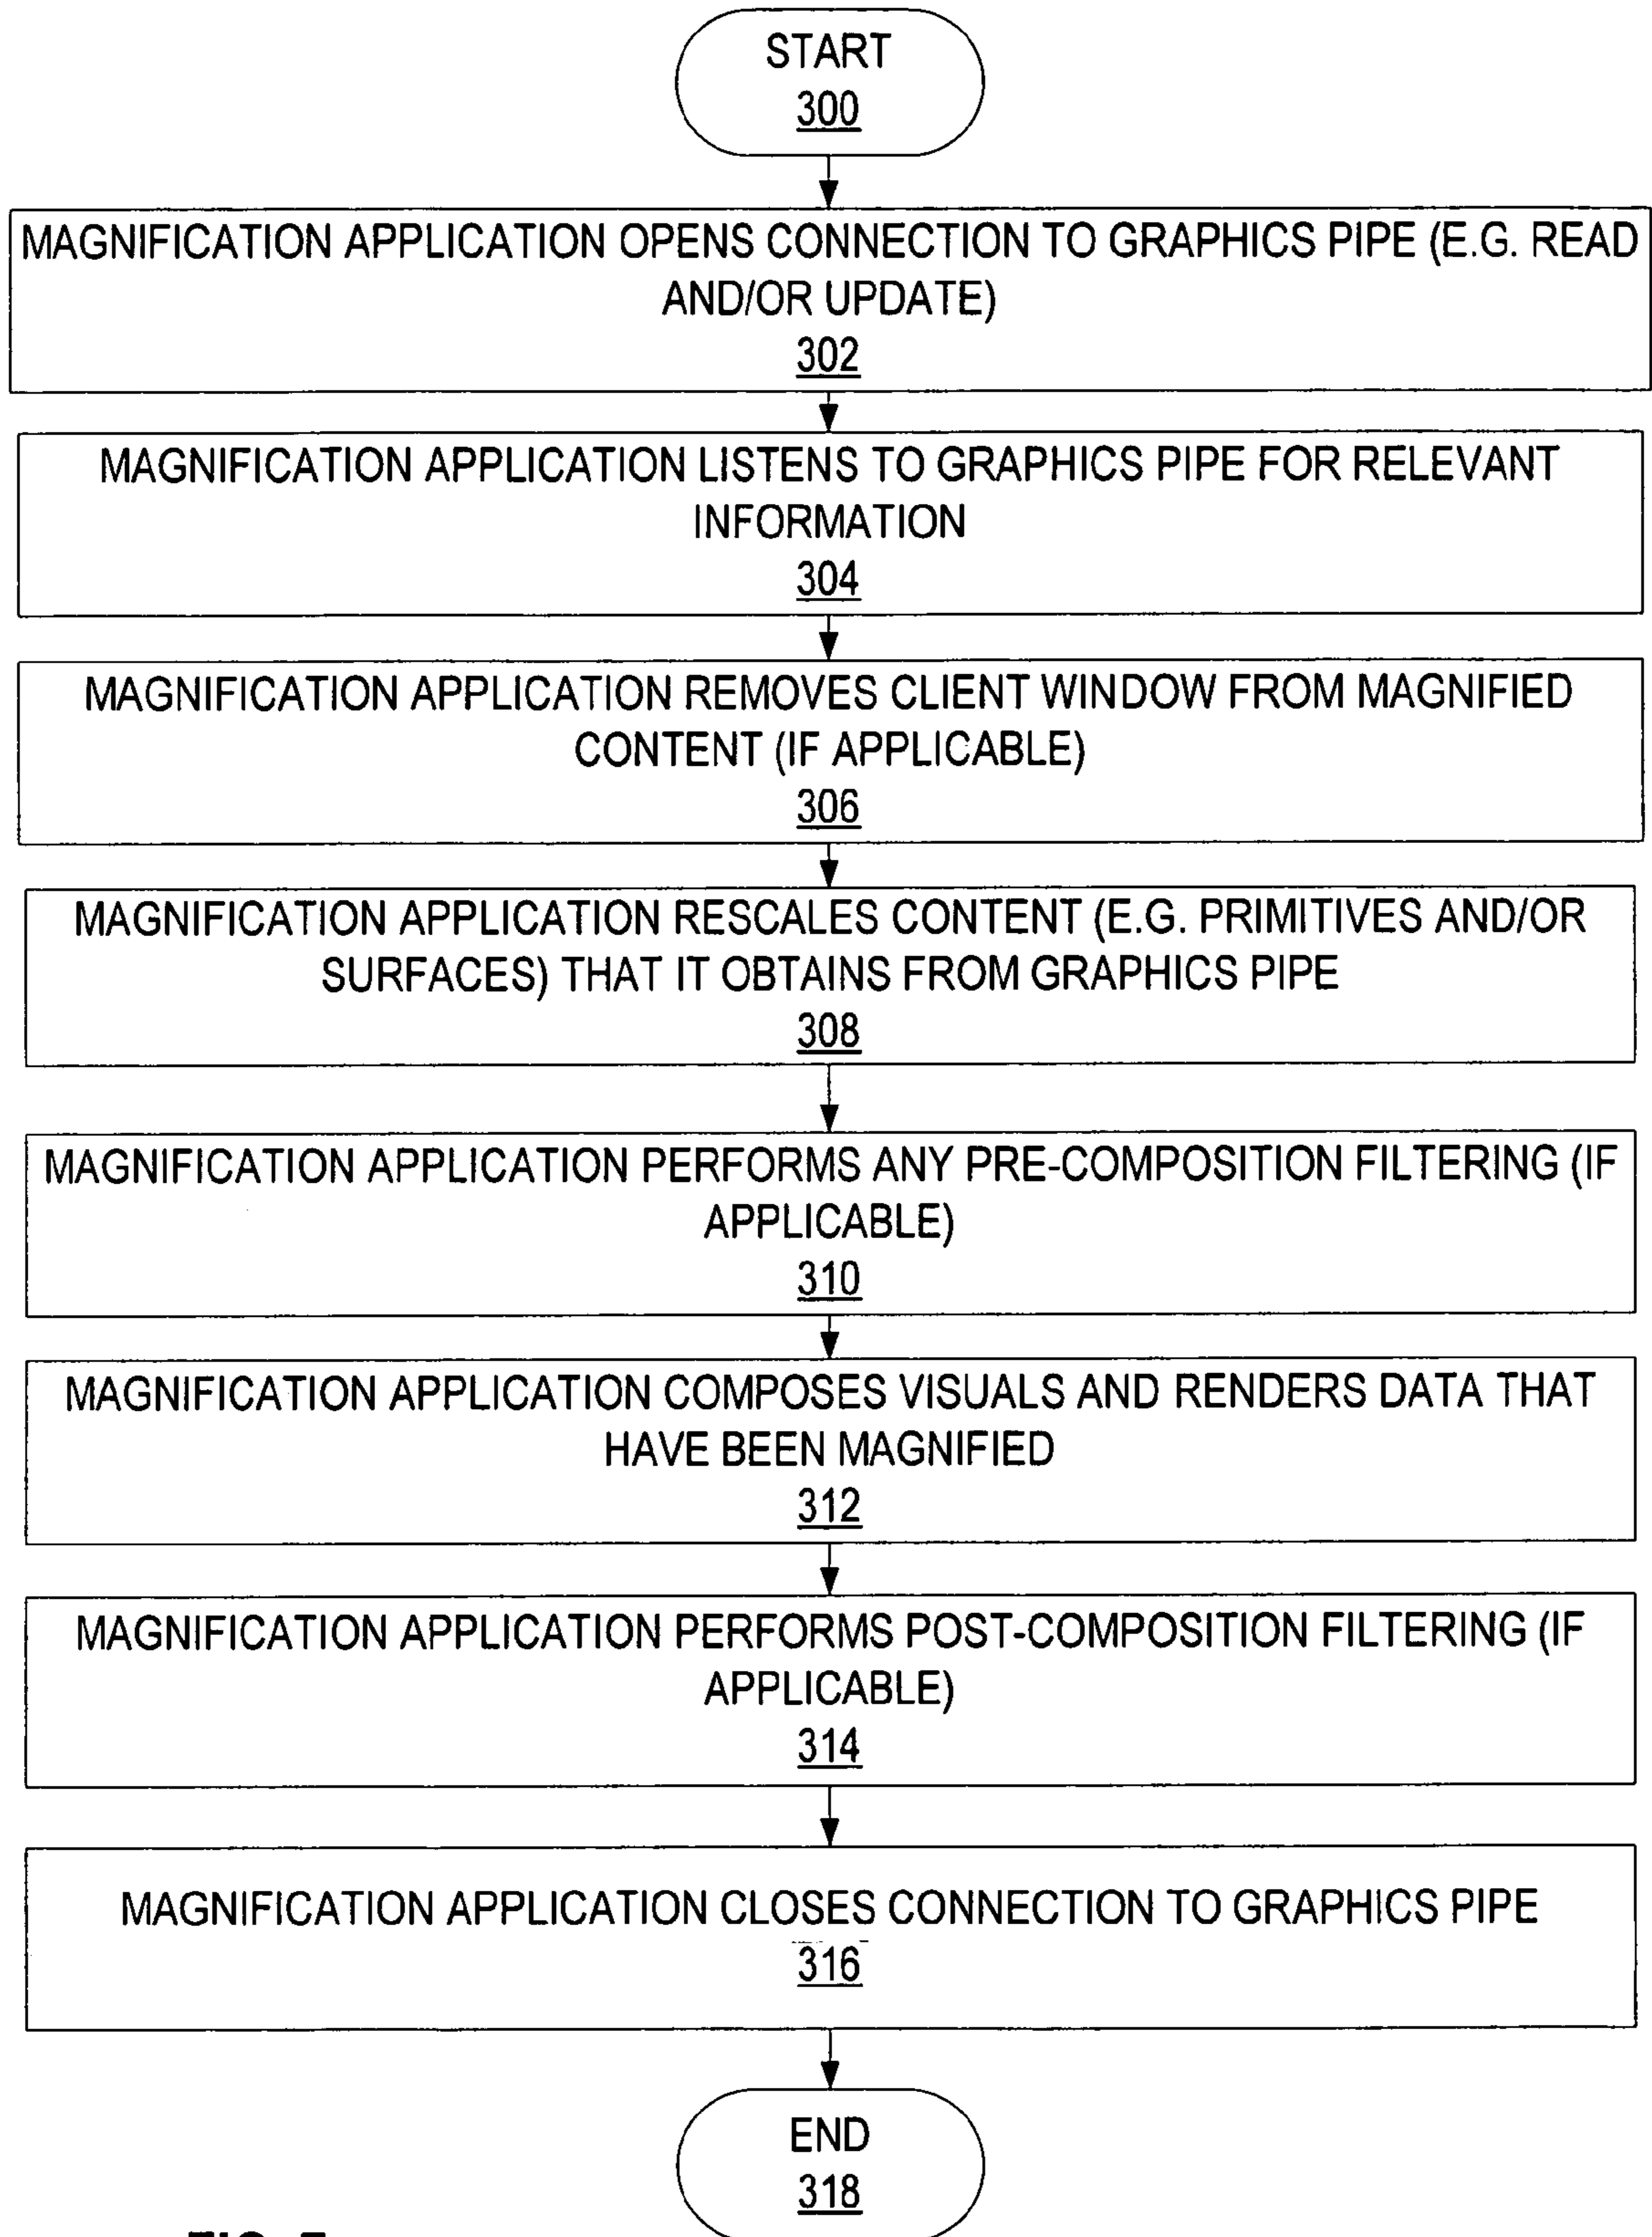 START
300
MAGNIFICATION APPLICATION OPENS CONNECTION TO GRAPHICS PIPE (E.G. READ
AND/OR UPDATE)
302
MAGNIFICATION APPLICATION LISTENS TO GRAPHICS PIPE FOR RELEVANT
INFORMATION
304
MAGNIFICATION APPLICATION REMOVES CLIENT WINDOW FROM MAGNIFIED
CONTENT (IF APPLICABLE)
306
MAGNIFICATION APPLICATION RESCALES CONTENT (E.G. PRIMITIVES AND/OR
SURFACES) THAT IT OBTAINS FROM GRAPHICS PIPE
308
MAGNIFICATION APPLICATION PERFORMS ANY PRE-COMPOSITION FILTERING (IF
APPLICABLE)
310
MAGNIFICATION APPLICATION COMPOSES VISUALS AND RENDERS DATA THAT
HAVE BEEN MAGNIFIED
312
MAGNIFICATION APPLICATION PERFORMS POST-COMPOSITION FILTERING (IF
APPLICABLE)
314
MAGNIFICATION APPLICATION CLOSES CONNECTION TO GRAPHICS PIPE
316
END
318